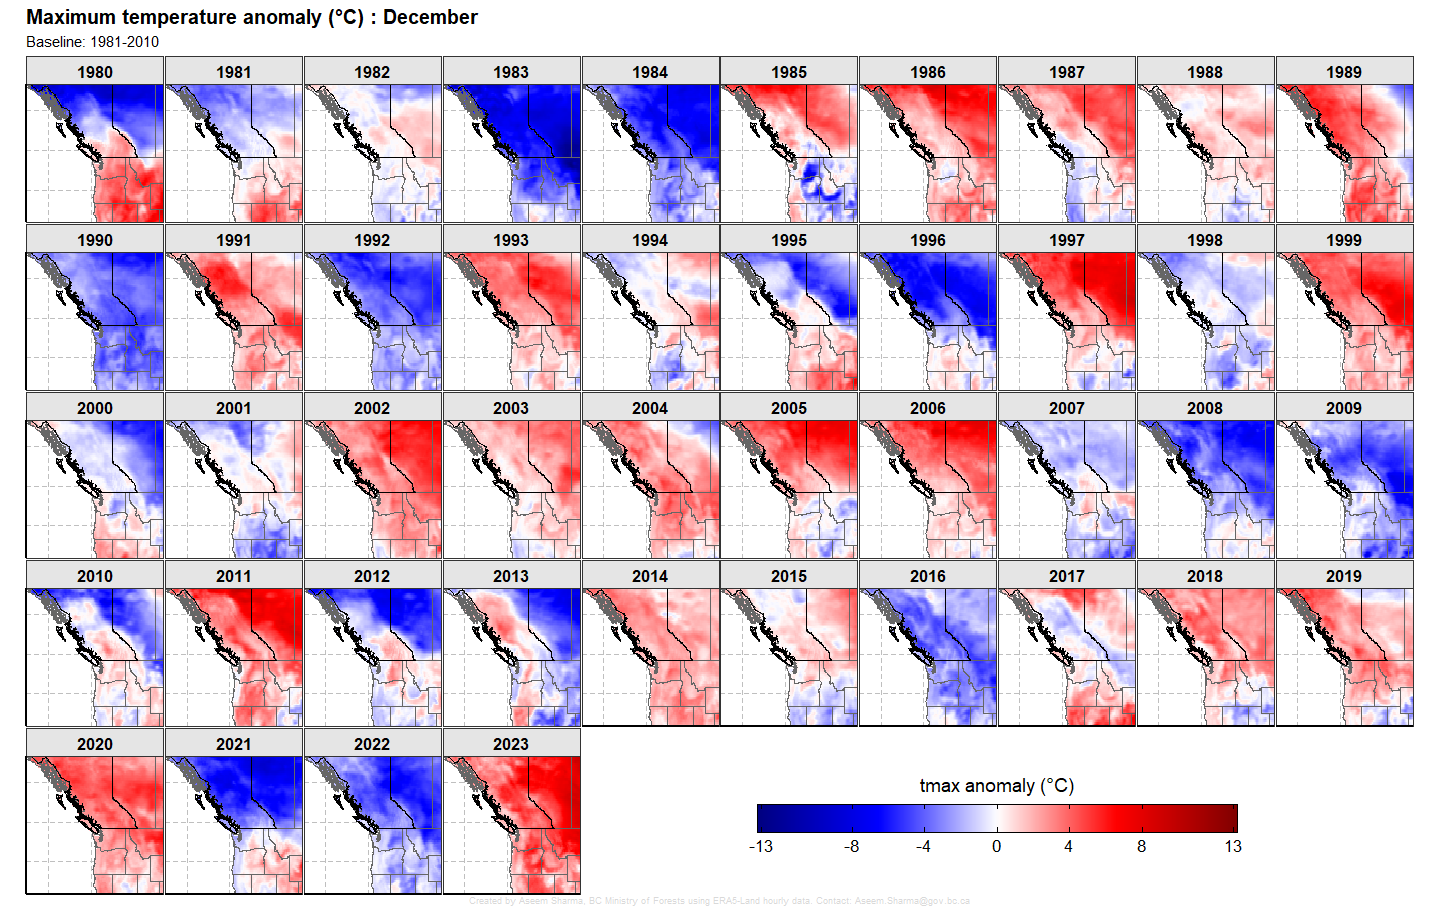 Maximum temperature anomaly (°C) : December
Baseline: 1981-2010
1980 1981 1982 1983 1984 1985 1986 1987 1988 1989
1990 1991 1992 1993 1994 1995 1996 1997 1998 1999
2000 2001 2002 2003 2004 2005 2006 2007 2008 2009
2010 2011 2012 2013 2014 2015 2016 2017 2018 2019
2020 2021 2022 2023
tmax anomaly (°C)
-13 -8 -4 0 4 8 13
Created by Aseem Sharma, BC Ministry of Forests using ERA5-Land hourly data. Contact: Aseem.Sharma@gov.bc.ca